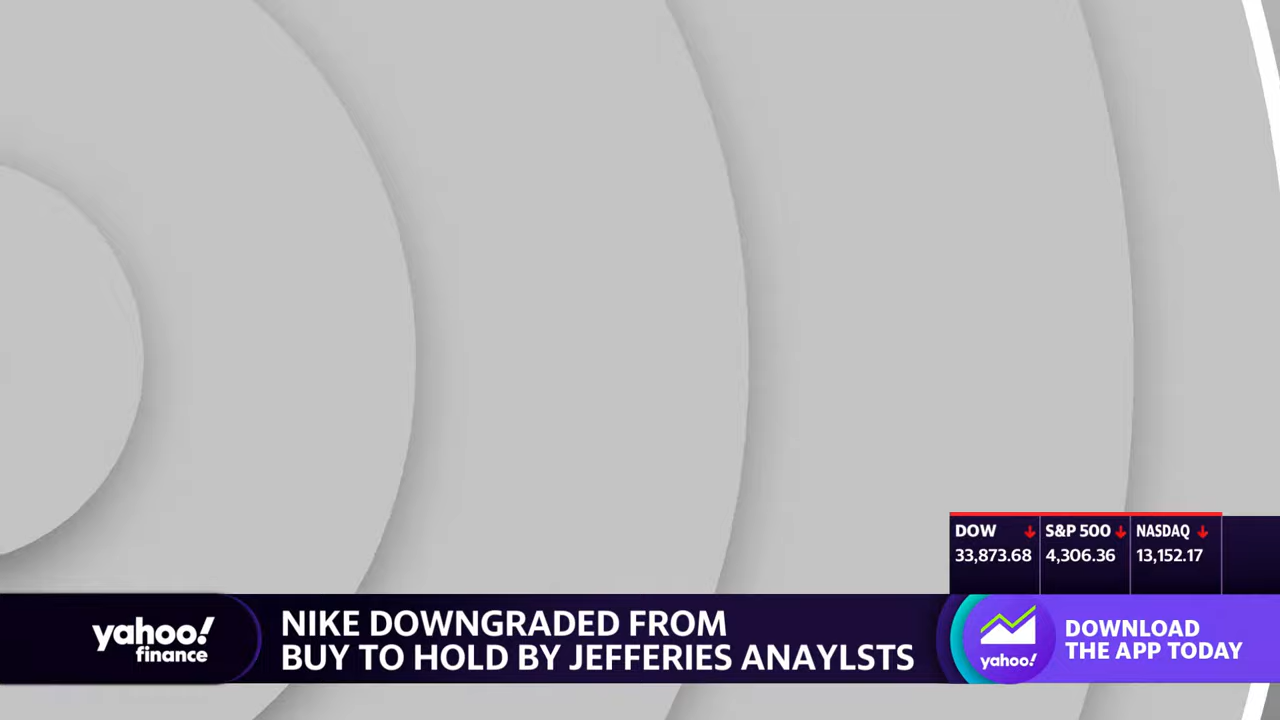 DOW
S&P 500
NASDAQ
33,873.68
4,306.36
13,152.17
yahoo!
finance
NIKE DOWNGRADED FROM
BUY TO HOLD BY JEFFERIES ANAYLSTS
yahoo!
DOWNLOAD
THE APP TODAY